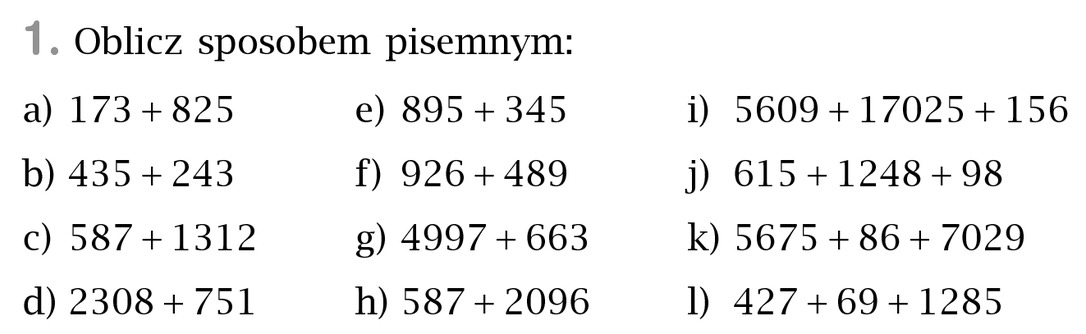 1. Oblicz sposobem pisemnym:
a) 173 + 825
b) 435 + 243
c) 587 + 1312
d) 2308 + 751
e) 895 + 345
f) 926 + 489
g) 4997 + 663
h) 587 + 2096
i) 5609 + 17025 + 156
j) 615 + 1248 + 98
k) 5675 + 86 + 7029
l) 427 + 69 + 1285